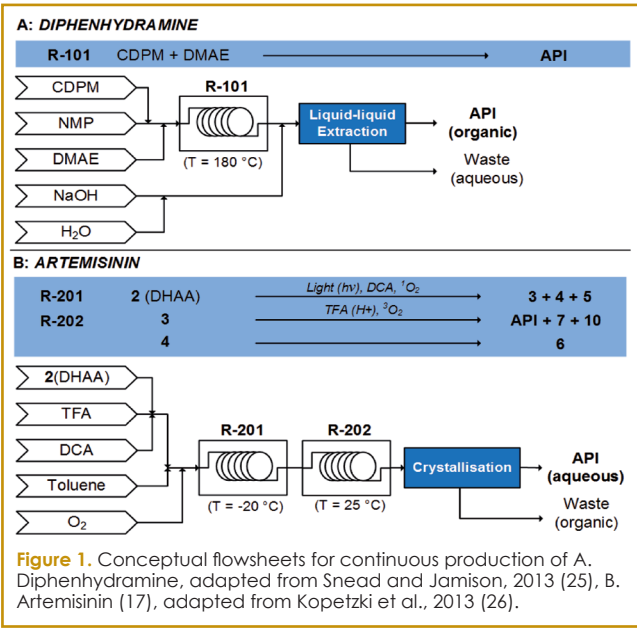 A: DIPHENHYDRAMINE
R-101 CDPM + DMAE API
CDPM
NMP
DMAE
NaOH
H₂O
R-101
(T = 180 °C)
Liquid-liquid
Extraction
API
(organic)
Waste
(aqueous)
B: ARTEMISININ
R-201 2 (DHAA) Light (hv), DCA, ¹O₂ 3 + 4 + 5
R-202 3 TFA (H+), ³O₂ API + 7 + 10
4 6
2(DHAA)
TFA
DCA
Toluene
O₂
R-201
(T = -20 °C)
R-202
(T = 25 °C)
Crystallisation
API
(aqueous)
Waste
(organic)
Figure 1. Conceptual flowsheets for continuous production of A.
Diphenhydramine, adapted from Snead and Jamison, 2013 (25), B.
Artemisinin (17), adapted from Kopetzki et al., 2013 (26).